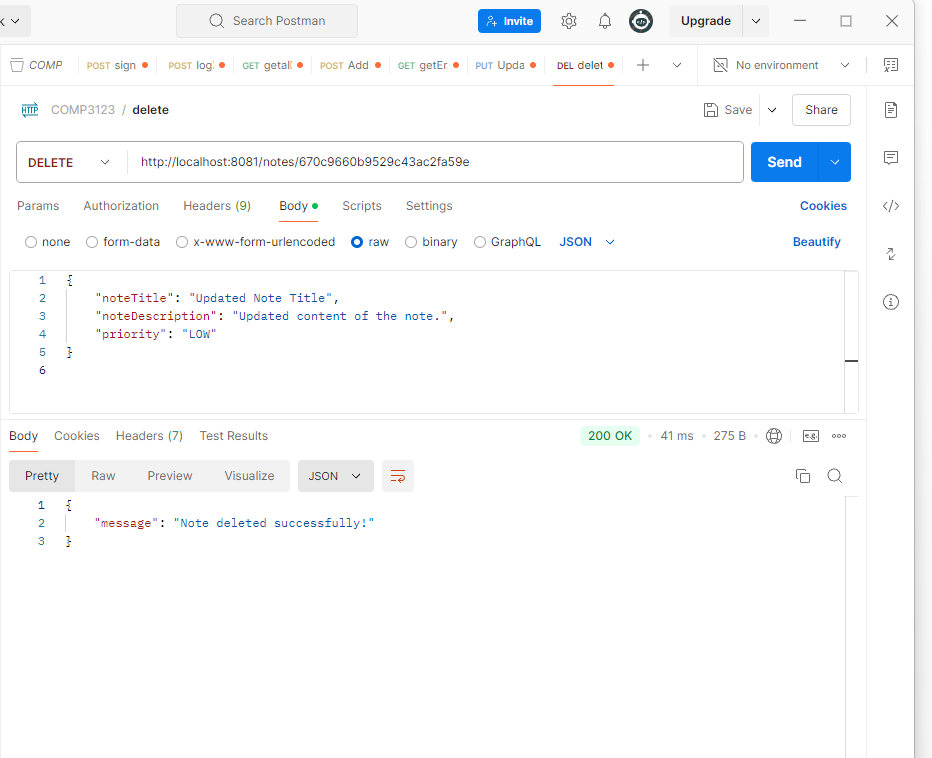 Search Postman
Invite
Upgrade
COMP
POST sign
POST log
GET getall
POST Add
GET getEr
PUT Upda
DEL delet
No environment
HTTP
COMP3123 / delete
Save
Share
DELETE
http://localhost:8081/notes/670c9660b9529c43ac2fa59e
Send
Params
Authorization
Headers (9)
Body
Scripts
Settings
Cookies
none
form-data
x-www-form-urlencoded
raw
binary
GraphQL
JSON
Beautify
1 {
2 "noteTitle": "Updated Note Title",
3 "noteDescription": "Updated content of the note.",
4 "priority": "LOW"
5 }
6
Body
Cookies
Headers (7)
Test Results
200 OK
41 ms
275 B
e.g.
Pretty
Raw
Preview
Visualize
JSON
1 {
2 "message": "Note deleted successfully!"
3 }